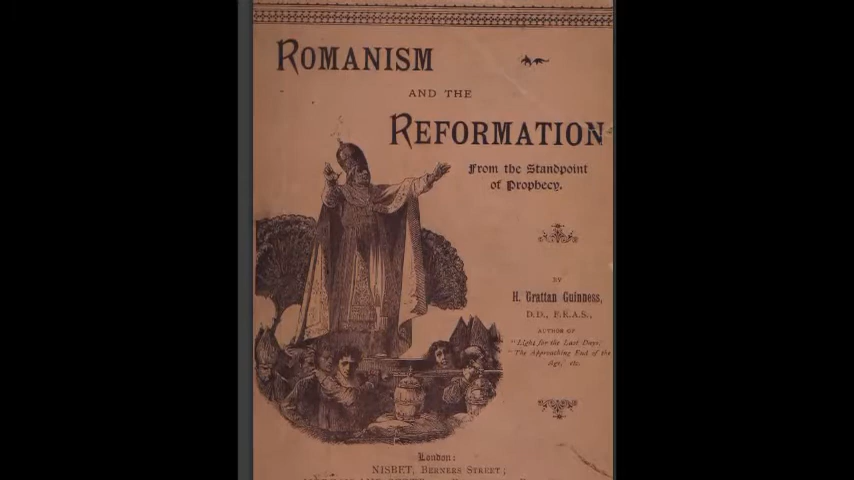 ROMANISM
AND THE
REFORMATION
From the Standpoint
of Prophecy.
BY
H. Grattan Guinness,
D.D., F.R.A.S.,
AUTHOR OF
"Light for the Last Days,"
"The Approaching End of the
Age," etc.
London:
NISBET, BERNERS STREET;